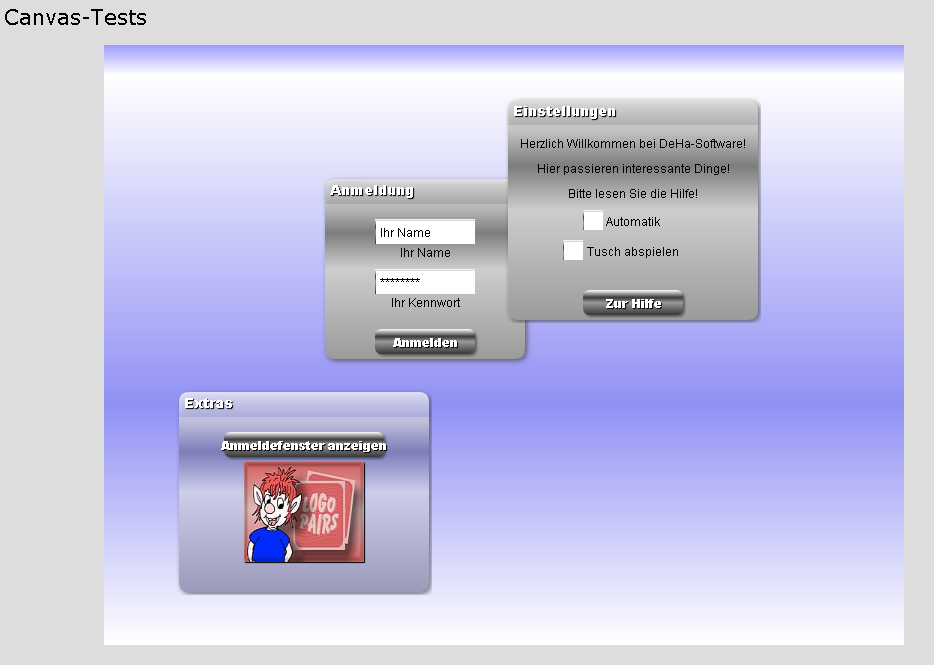 Canvas-Tests
Einstellungen
Herzlich Willkommen bei DeHa-Software!
Hier passieren interessante Dinge!
Bitte lesen Sie die Hilfe!
Automatik
Tusch abspielen
Zur Hilfe
Anmeldung
Ihr Name
Ihr Name
********
Ihr Kennwort
Anmelden
Extras
Anmeldefenster anzeigen
LOGO
PAIRS